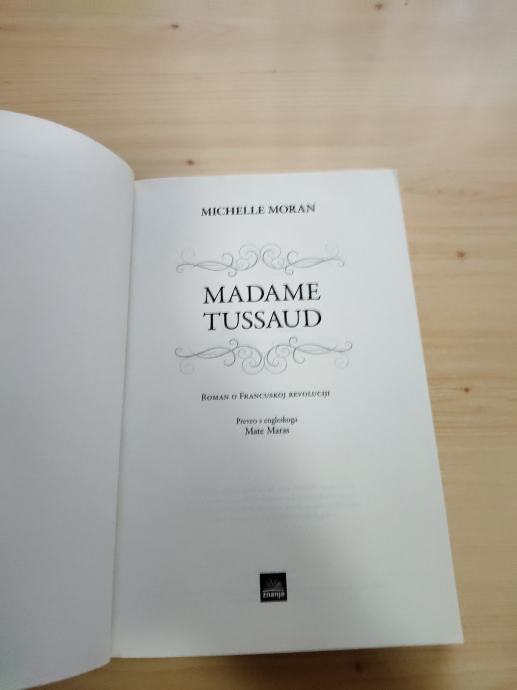 MICHELLE MORAN
MADAME
TUSSAUD
ROMAN O FRANCUSKOJ REVOLUCIJI
Preveo s engleskoga
Mate Maras
znanje